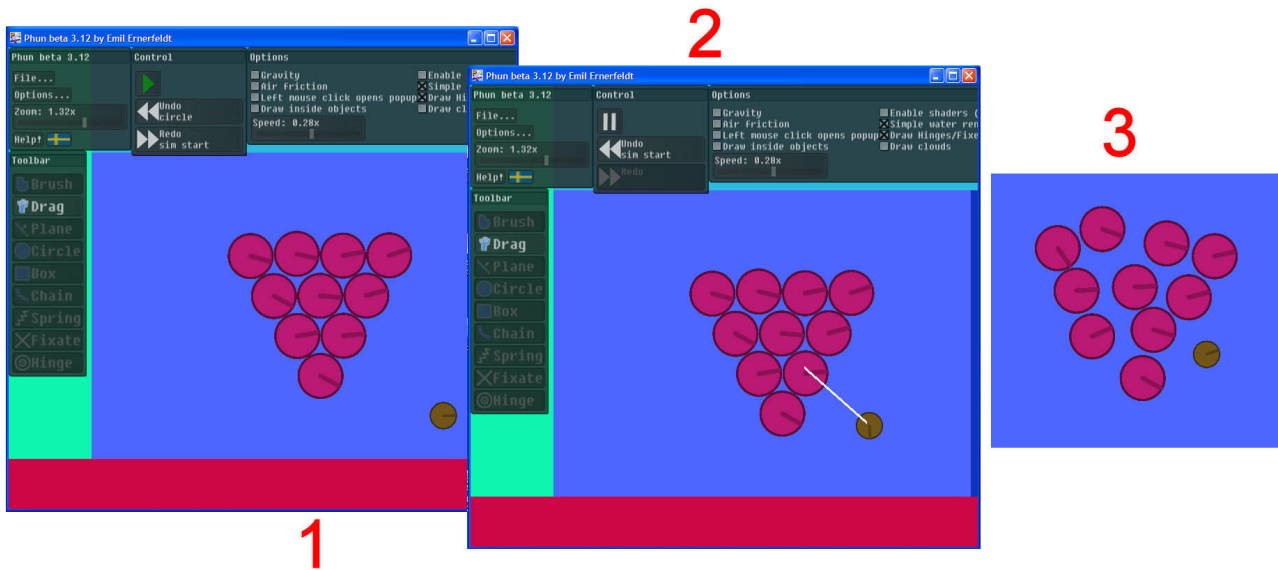 2
Phun beta 3.12 by Emil Ernerfeldt
Phun beta 3.12
File...
Options...
Zoom: 1.32x
Help!
Control
Undo
circle
Redo
sim start
Options
Gravity
Air friction
Left mouse click opens popup
Draw inside objects
Speed: 0.28x
Enable
Simple
Draw Hi
Draw cl
Toolbar
Brush
Drag
Plane
Circle
Box
Chain
Spring
Fixate
Hinge
1
Phun beta 3.12 by Emil Ernerfeldt
Phun beta 3.12
File...
Options...
Zoom: 1.32x
Help!
Control
Undo
sim start
Redo
Options
Gravity
Air friction
Left mouse click opens popup
Draw inside objects
Speed: 0.28x
Enable shaders (
Simple water ren
Draw Hinges/Fixe
Draw clouds
Toolbar
Brush
Drag
Plane
Circle
Box
Chain
Spring
Fixate
Hinge
3